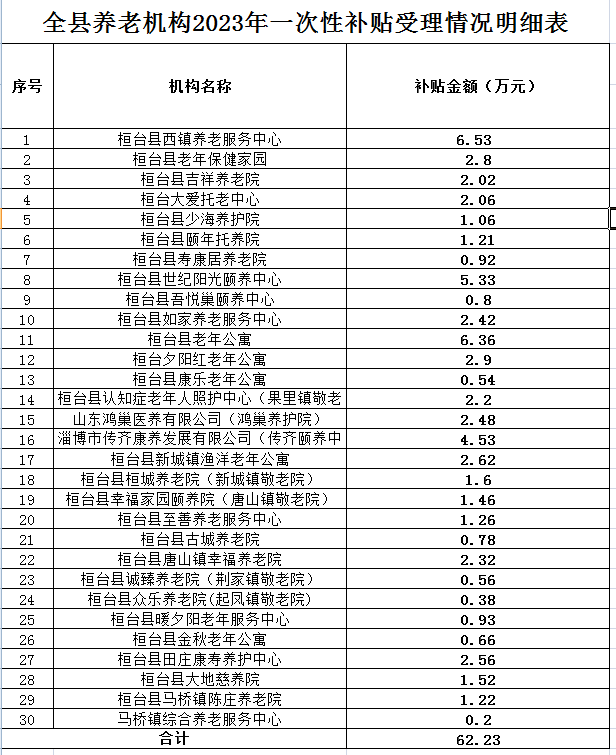 全县养老机构2023年一次性补贴受理情况明细表
序号 机构名称 补贴金额（万元）
1 桓台县西镇养老服务中心 6.53
2 桓台县老年保健家园 2.8
3 桓台县吉祥养老院 2.02
4 桓台大爱托老中心 2.06
5 桓台县少海养护院 1.06
6 桓台县颐年托养院 1.21
7 桓台县寿康居养老院 0.92
8 桓台县世纪阳光颐养中心 5.33
9 桓台县吾悦巢颐养中心 0.8
10 桓台县如家养老服务中心 2.42
11 桓台县老年公寓 6.36
12 桓台夕阳红老年公寓 2.9
13 桓台县康乐老年公寓 0.54
14 桓台县认知症老年人照护中心（果里镇敬老 2.2
15 山东鸿巢医养有限公司（鸿巢养护院） 2.48
16 淄博市传齐康养发展有限公司（传齐颐养中 4.53
17 桓台县新城镇渔洋老年公寓 2.62
18 桓台县桓城养老院（新城镇敬老院） 1.6
19 桓台县幸福家园颐养院（唐山镇敬老院） 1.46
20 桓台县至善养老服务中心 1.26
21 桓台县古城养老院 0.78
22 桓台县唐山镇幸福养老院 2.32
23 桓台县诚臻养老院（荆家镇敬老院） 0.56
24 桓台县众乐养老院(起凤镇敬老院) 0.38
25 桓台县暖夕阳老年服务中心 0.93
26 桓台县金秋老年公寓 0.66
27 桓台县田庄康寿养护中心 2.56
28 桓台县大地慈养院 1.52
29 桓台县马桥镇陈庄养老院 1.22
30 马桥镇综合养老服务中心 0.2
合计 62.23